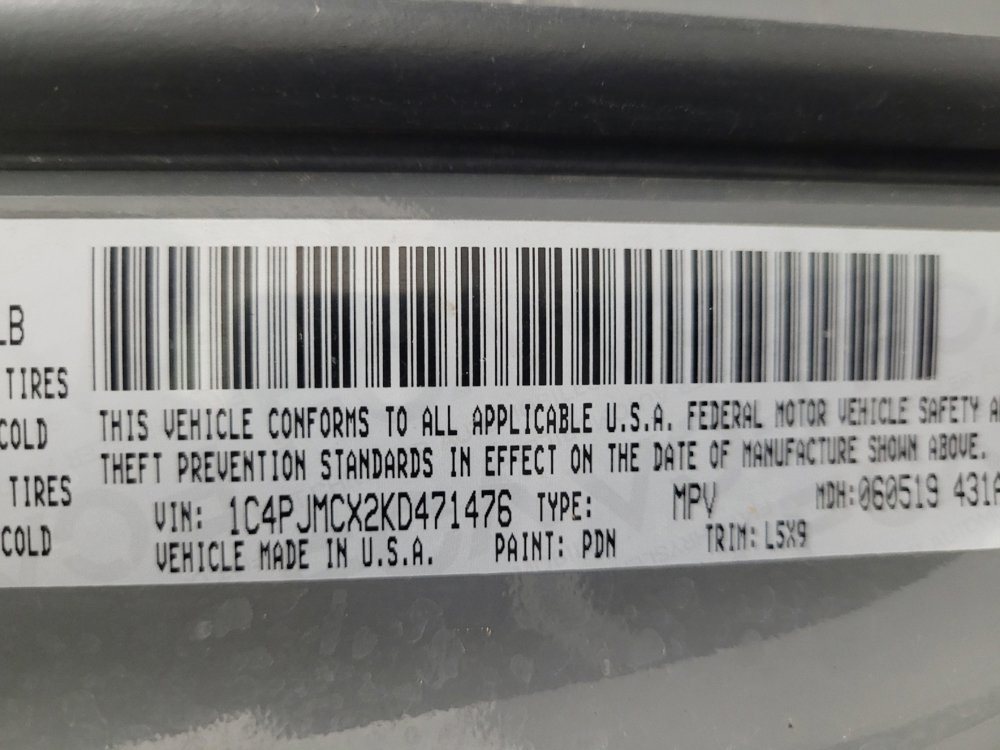 LB
TIRES
COLD
TIRES
COLD
THIS VEHICLE CONFORMS TO ALL APPLICABLE U.S.A. FEDERAL MOTOR VEHICLE SAFETY
THEFT PREVENTION STANDARDS IN EFFECT ON THE DATE OF MANUFACTURE SHOWN ABOVE.
VIN: 1C4PJMCX2KD471476 TYPE: MPV MDH:060519 431A
VEHICLE MADE IN U.S.A. PAINT: PDN TRIM: L5X9